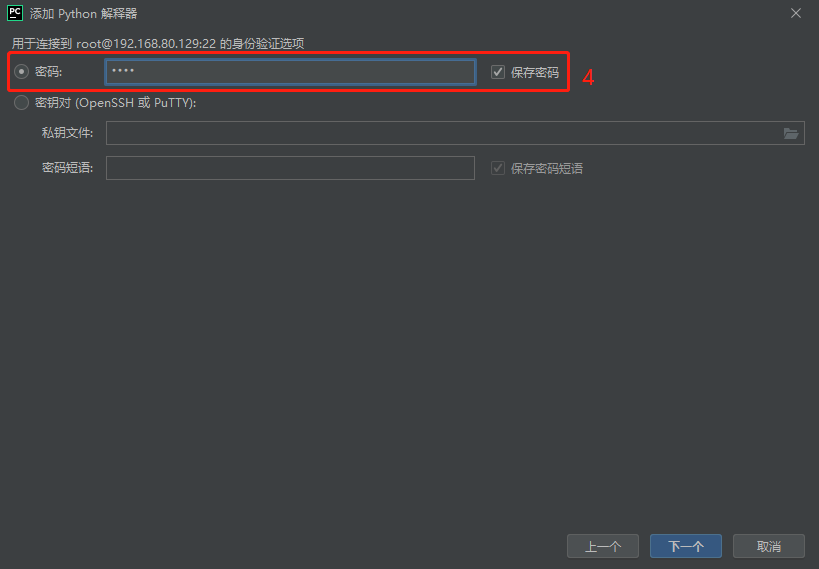 PC 添加 Python 解释器
用于连接到 root@192.168.80.129:22 的身份验证选项
密码: •••• 保存密码 4
密钥对 (OpenSSH 或 PuTTY):
私钥文件:
密码短语: 保存密码短语
上一个 下一个 取消